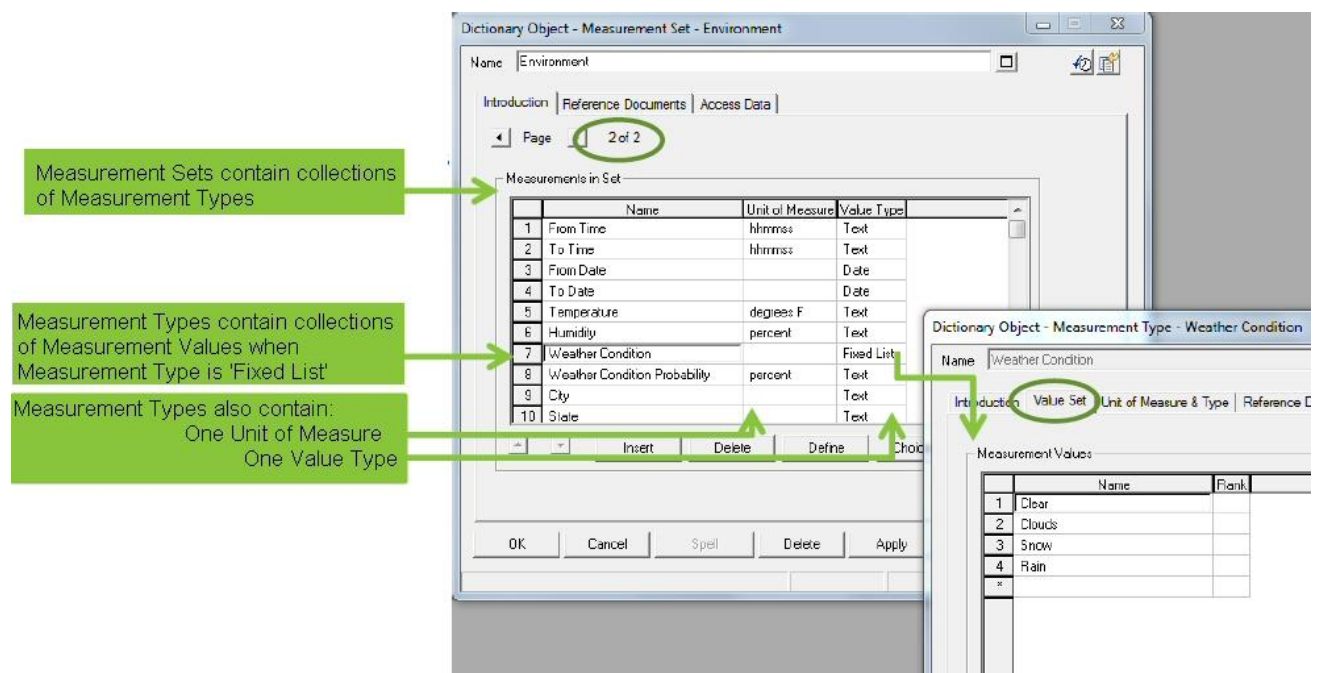 Dictionary Object - Measurement Set - Environment
Name Environment
Introduction Reference Documents Access Data
Page 2 of 2
Measurement Sets contain collections
of Measurement Types
Measurements in Set
Name Unit of Measure Value Type
1 From Time hhmmss Text
2 To Time hhmmss Text
3 From Date Date
4 To Date Date
5 Temperature degrees F Text
6 Humidity percent Text
7 Weather Condition Fixed List
8 Weather Condition Probability percent Text
9 City Text
10 State Text
Measurement Types contain collections
of Measurement Values when
Measurement Type is 'Fixed List'
Measurement Types also contain:
One Unit of Measure
One Value Type
Insert Delete Define Choic
OK Cancel Spell Delete Apply
Dictionary Object - Measurement Type - Weather Condition
Name Weather Condition
Introduction Value Set Unit of Measure & Type Reference D
Measurement Values
Name Rank
1 Clear
2 Clouds
3 Snow
4 Rain
*